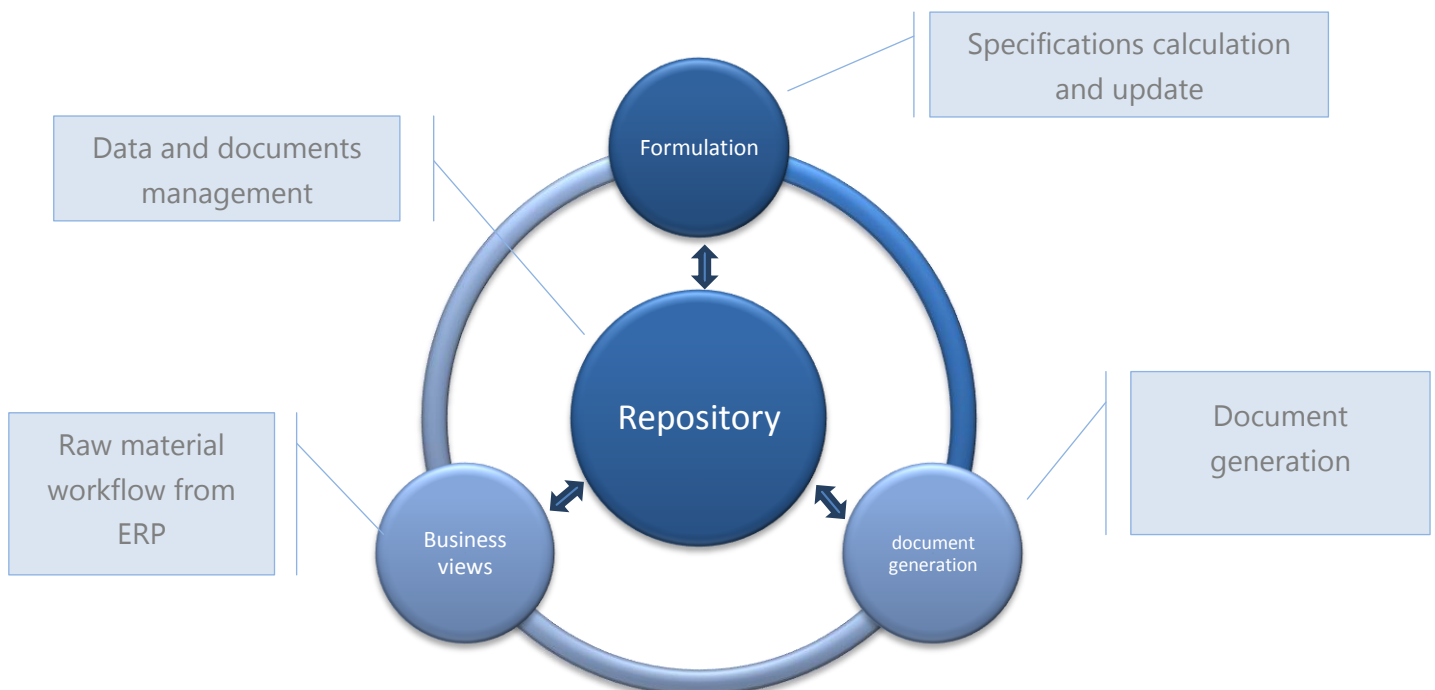 Specifications calculation
and update
Formulation
Data and documents
management
Repository
Document
generation
Raw material
workflow from
ERP
Business
views
document
generation